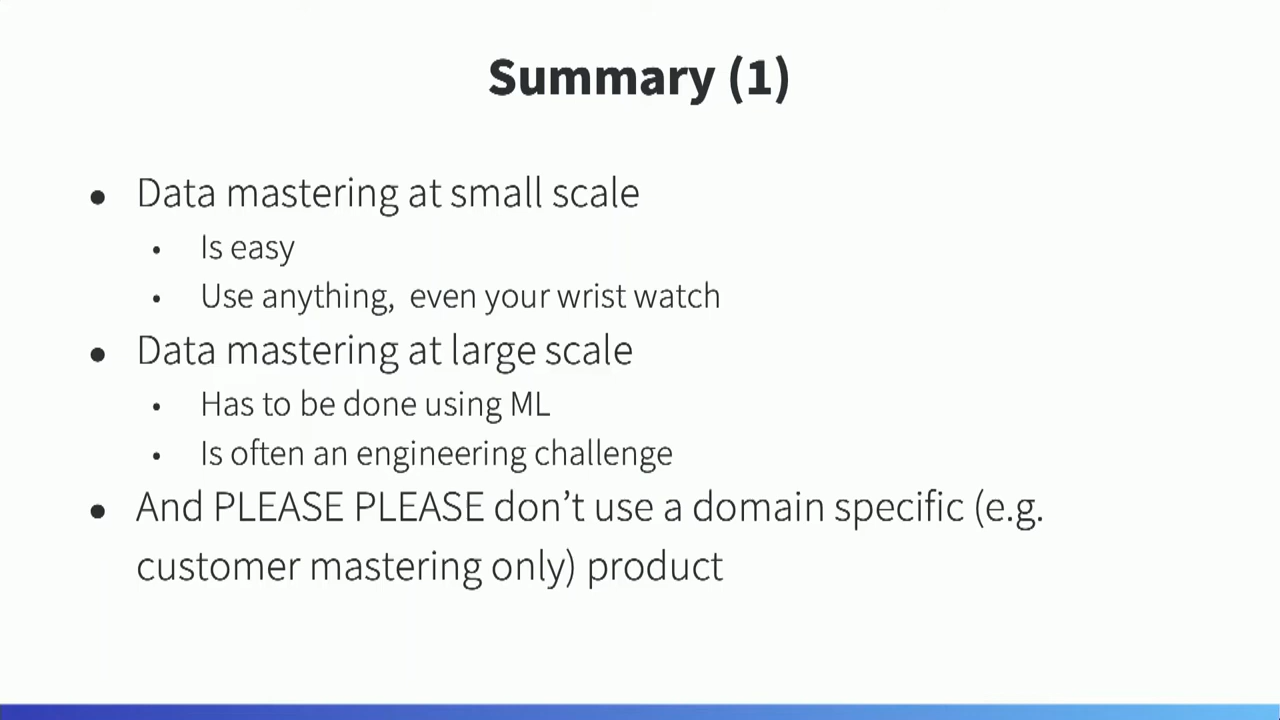 Summary (1)
• Data mastering at small scale
• Is easy
• Use anything, even your wrist watch
• Data mastering at large scale
• Has to be done using ML
• Is often an engineering challenge
• And PLEASE PLEASE don’t use a domain specific (e.g.
customer mastering only) product